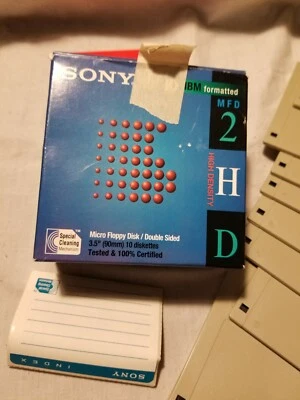 SONY
IBM formatted
MFD
2
HIGH DENSITY
H
D
Special
Cleaning
Mechanism
TM
Micro Floppy Disk / Double Sided
3.5" (90mm) 10 diskettes
Tested & 100% Certified
SONY
INDEX